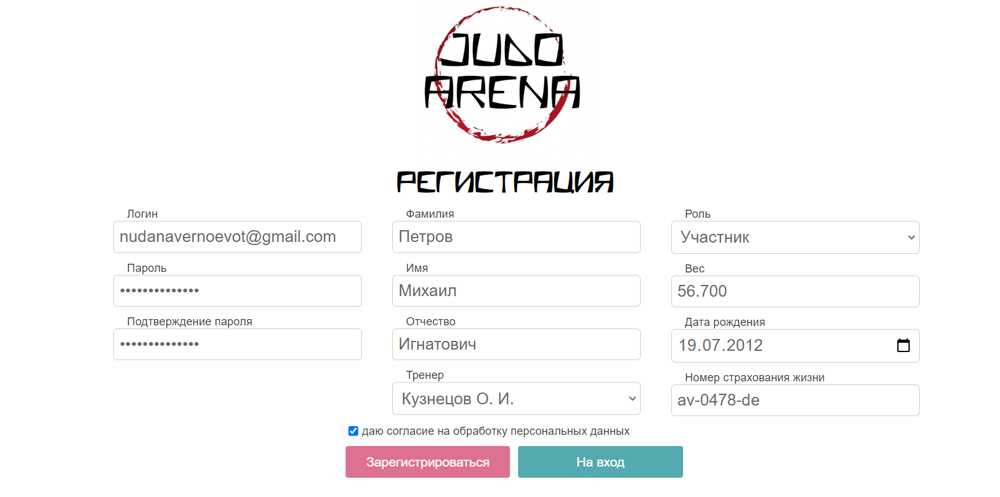 JUDO
ARENA
РЕГИСТРАЦИЯ
Логин
nudanavernoevot@gmail.com
Пароль
••••••••••••••
Подтверждение пароля
••••••••••••••
Фамилия
Петров
Имя
Михаил
Отчество
Игнатович
Тренер
Кузнецов О. И.
Роль
Участник
Вес
56.700
Дата рождения
19.07.2012
Номер страхования жизни
av-0478-de
даю согласие на обработку персональных данных
Зарегистрироваться
На вход